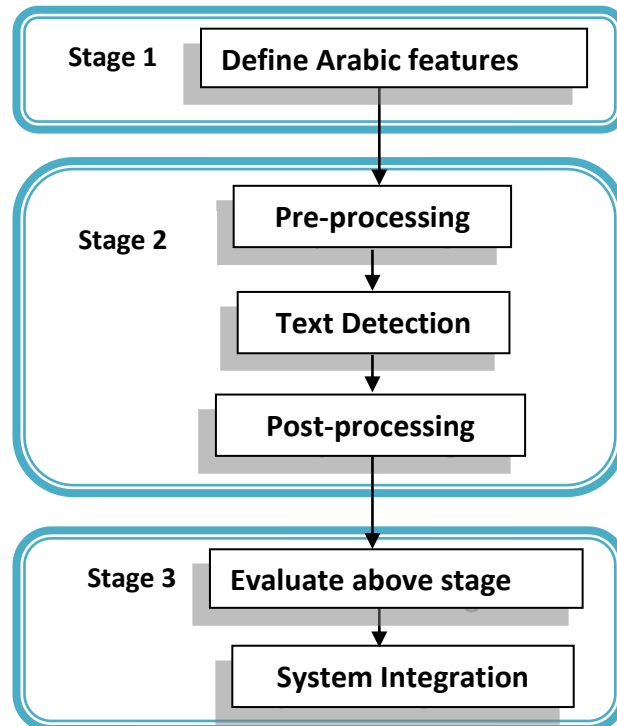 Stage 1
Define Arabic features
Stage 2
Pre-processing
Text Detection
Post-processing
Stage 3
Evaluate above stage
System Integration